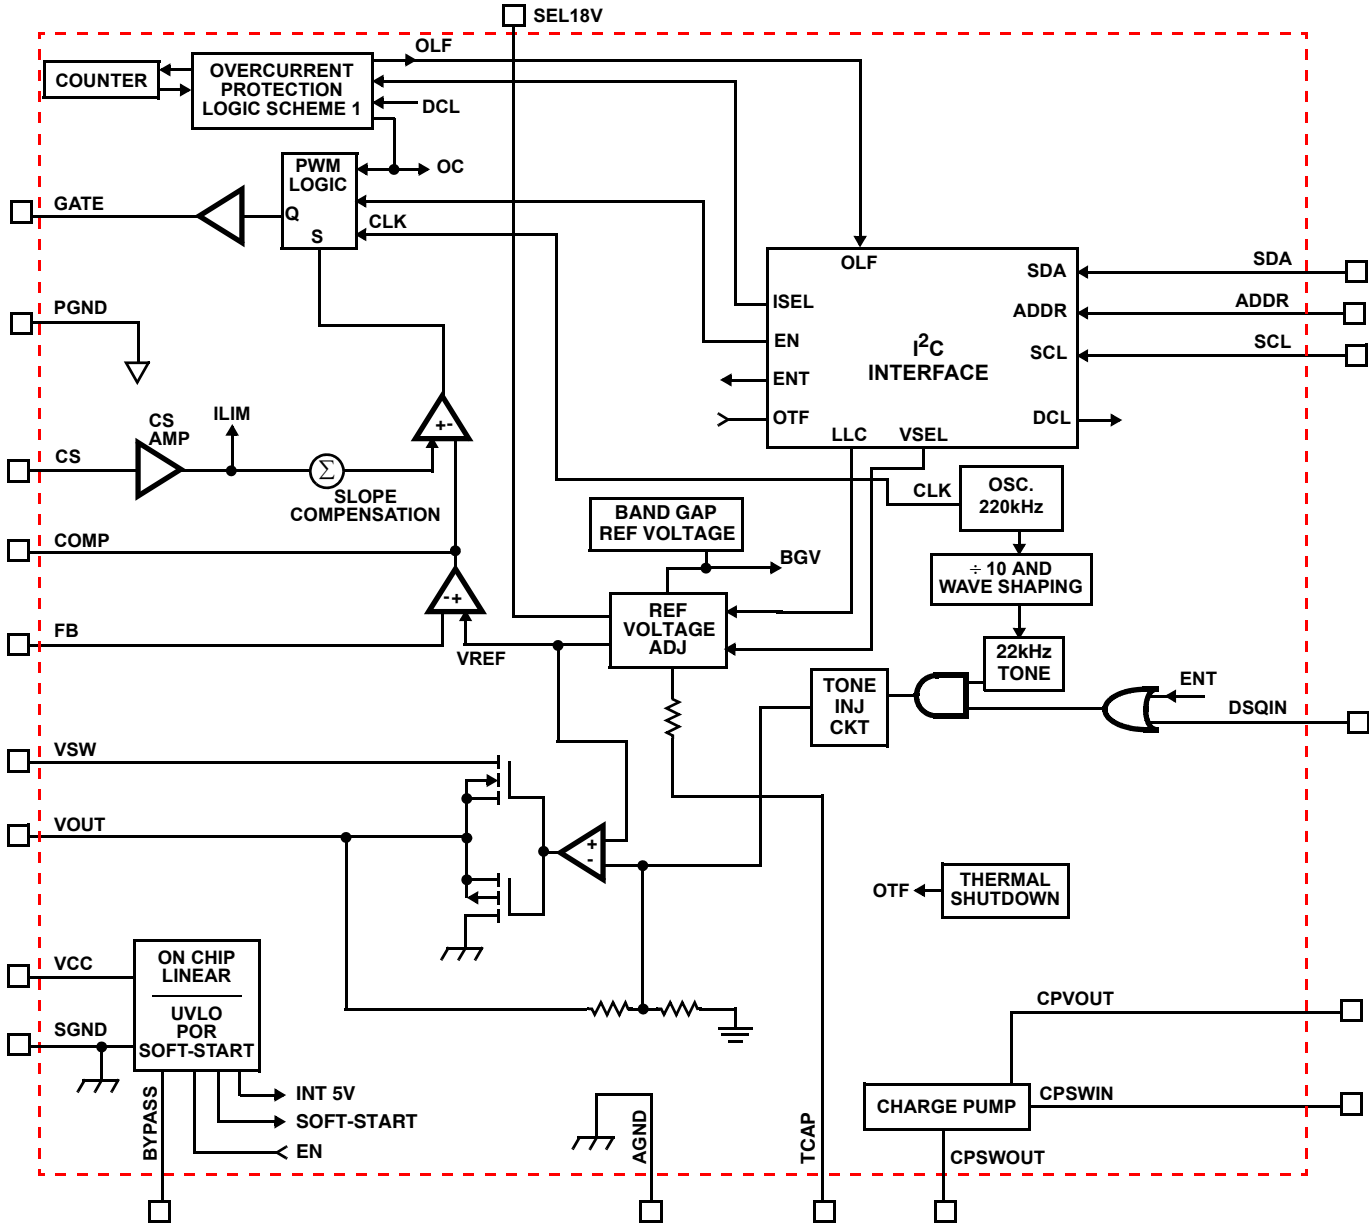 SEL18V
OLF
COUNTER
OVERCURRENT
PROTECTION
LOGIC SCHEME 1
DCL
PWM
LOGIC
OC
GATE
Q
CLK
S
OLF
SDA
SDA
ISEL
ADDR
ADDR
PGND
EN
I2C
INTERFACE
SCL
SCL
ENT
OTF
DCL
LLC
VSEL
CS
AMP
ILIM
+-
CS
Σ
SLOPE
COMPENSATION
CLK
OSC.
220kHz
BAND GAP
REF VOLTAGE
COMP
BGV
÷ 10 AND
WAVE SHAPING
-+
REF
VOLTAGE
ADJ
FB
VREF
22kHz
TONE
TONE
INJ
CKT
ENT
DSQIN
VSW
VOUT
+
-
OTF
THERMAL
SHUTDOWN
VCC
ON CHIP
LINEAR
UVLO
POR
SOFT-START
SGND
CPVOUT
INT 5V
SOFT-START
EN
BYPASS
AGND
TCAP
CHARGE PUMP
CPSWIN
CPSWOUT